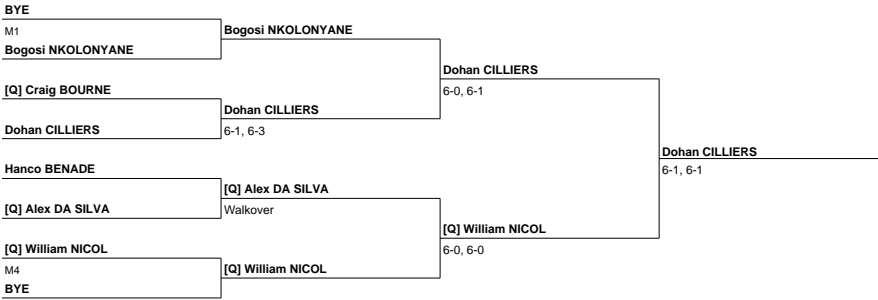 BYE
M1
Bogosi NKOLONYANE
Bogosi NKOLONYANE
[Q] Craig BOURNE
Dohan CILLIERS
Dohan CILLIERS
6-1, 6-3
Dohan CILLIERS
6-0, 6-1
Hanco BENADE
[Q] Alex DA SILVA
[Q] Alex DA SILVA
Walkover
[Q] William NICOL
M4
BYE
[Q] William NICOL
[Q] William NICOL
6-0, 6-0
Dohan CILLIERS
6-1, 6-1